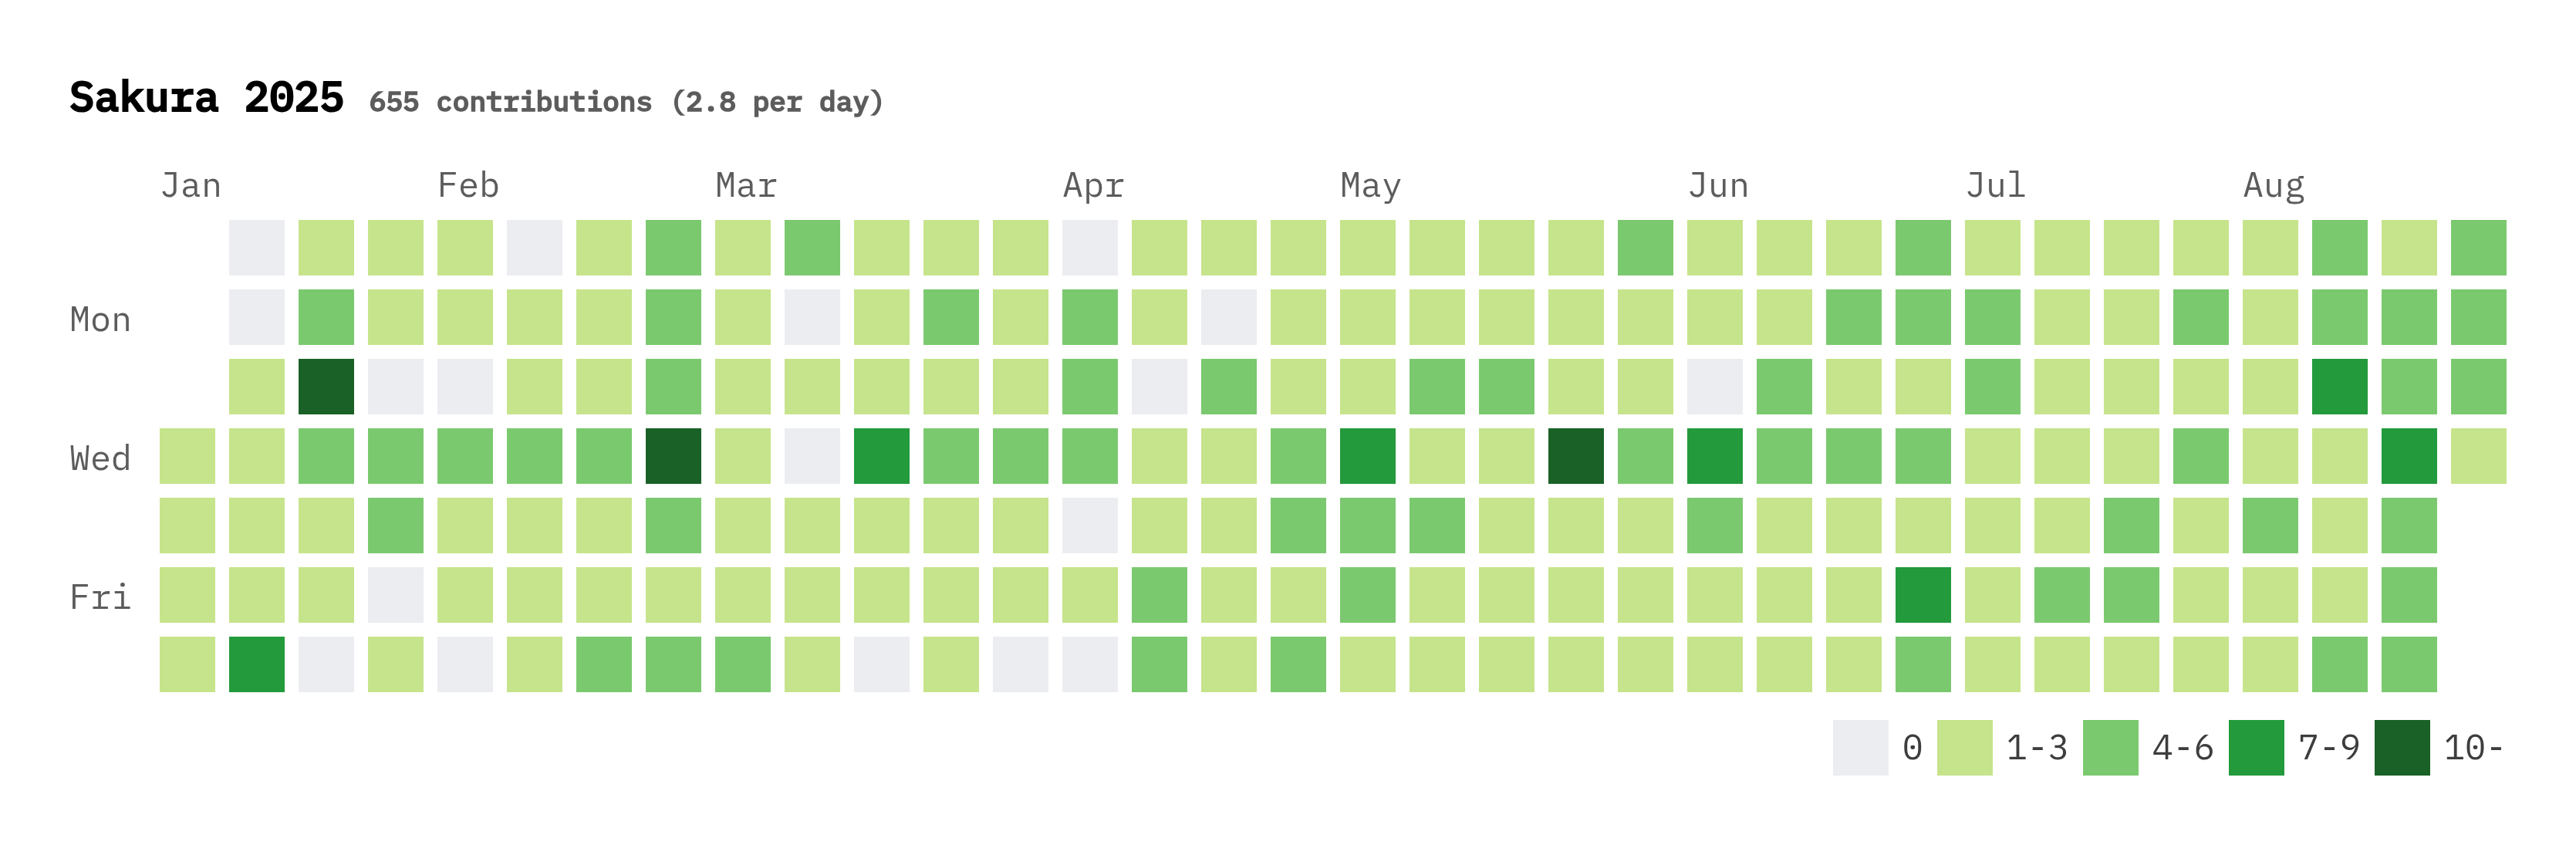 Sakura 2025 655 contributions (2.8 per day)
Jan Feb Mar Apr May Jun Jul Aug
Mon
Wed
Fri
0 1-3 4-6 7-9 10-